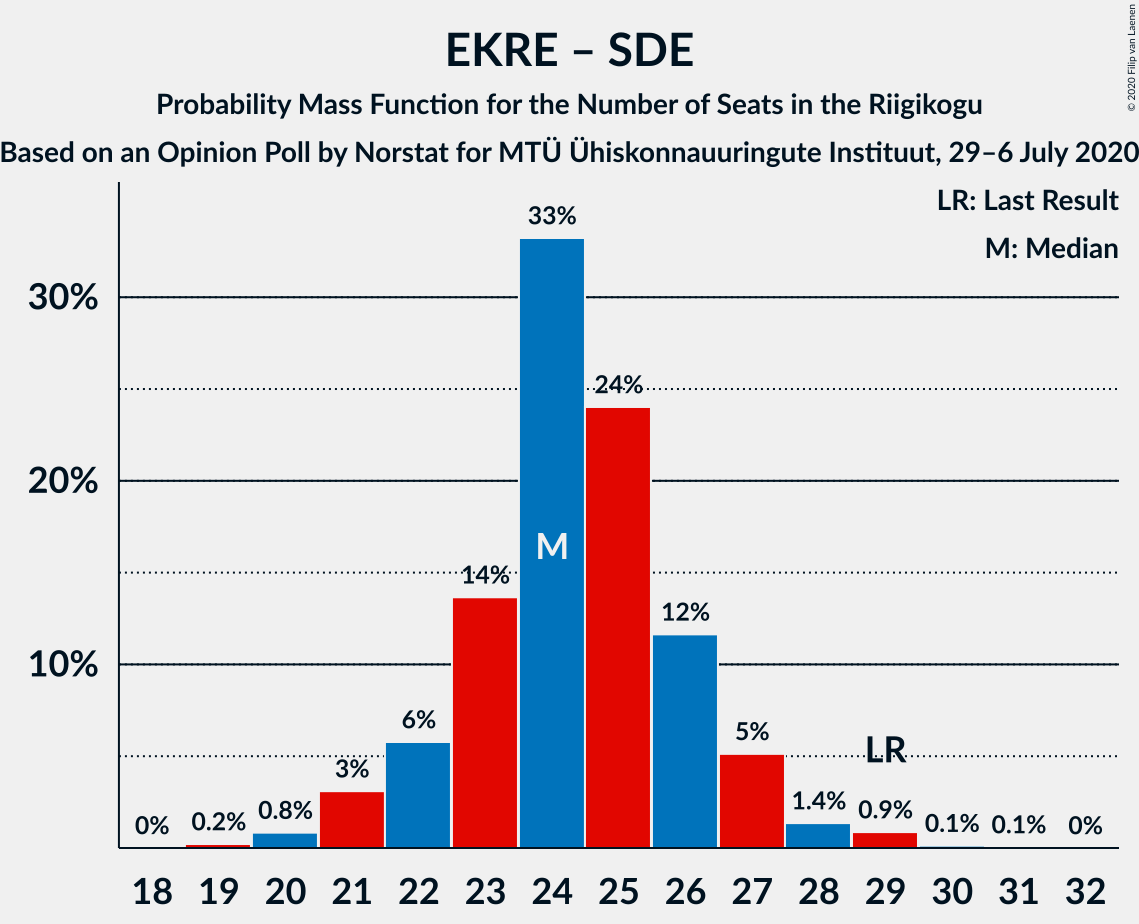 EKRE – SDE
Probability Mass Function for the Number of Seats in the Riigikogu
Based on an Opinion Poll by Norstat for MTÜ Ühiskonnauuringute Instituut, 29–6 July 2020
© 2020 Filip van Laenen
LR: Last Result
M: Median
30%
20%
10%
0%
0.2%
0.8%
3%
6%
14%
33%
24%
12%
5%
1.4%
0.9%
0.1%
0.1%
0%
M
LR
18 19 20 21 22 23 24 25 26 27 28 29 30 31 32